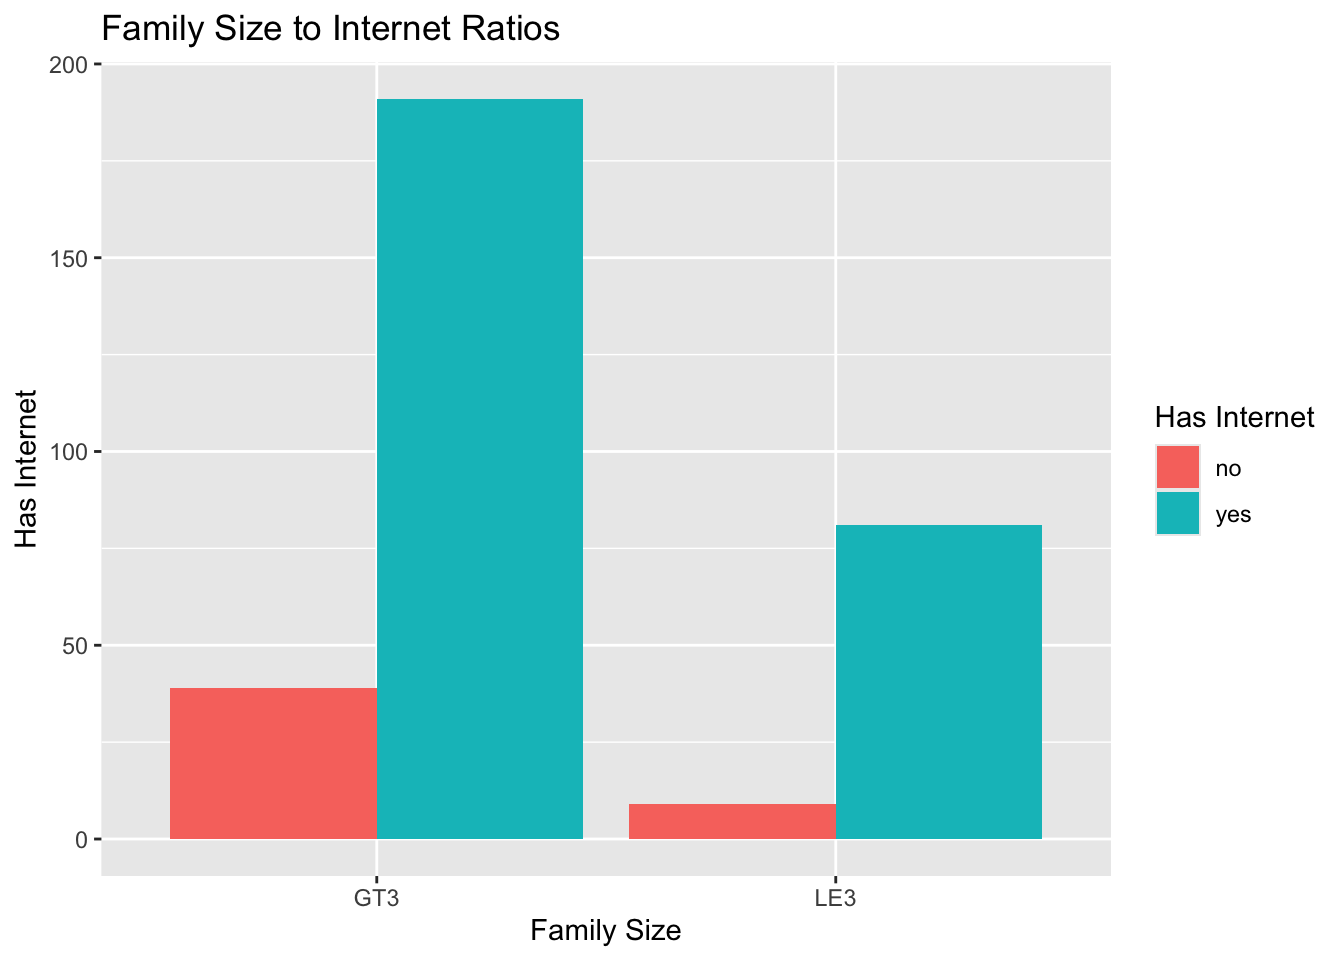 Family Size to Internet Ratios
200
150
100
50
0
Has Internet
GT3
LE3
Family Size
Has Internet
no
yes